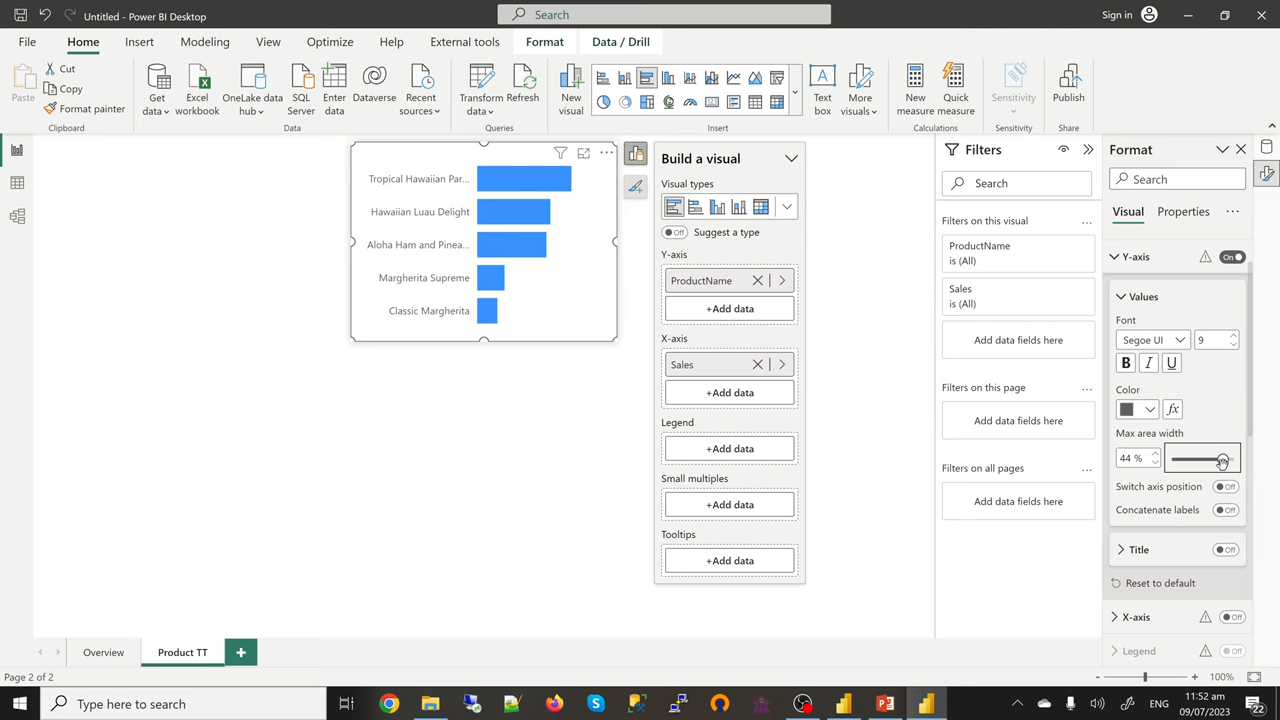 Untitled - Power BI Desktop
Search
Sign in
File
Home
Insert
Modeling
View
Optimize
Help
External tools
Format
Data / Drill
Paste
Cut
Copy
Format painter
Clipboard
Get data
Excel workbook
OneLake data hub
SQL Server
Enter data
Dataverse
Recent sources
Data
Transform data
Refresh
Queries
New visual
Text box
More visuals
Insert
New measure
Quick measure
Calculations
Sensitivity
Sensitivity
Publish
Share
Tropical Hawaiian Par...
Hawaiian Luau Delight
Aloha Ham and Pinea...
Margherita Supreme
Classic Margherita
Build a visual
Visual types
Off
Suggest a type
Y-axis
ProductName
+Add data
X-axis
Sales
+Add data
Legend
+Add data
Small multiples
+Add data
Tooltips
+Add data
Filters
Search
Filters on this visual
ProductName
is (All)
Sales
is (All)
Add data fields here
Filters on this page
Add data fields here
Filters on all pages
Add data fields here
Format
Search
Visual
Properties
Y-axis
On
Values
Font
Segoe UI
9
B I U
Color
fx
Max area width
44 %
Switch axis position
Off
Concatenate labels
Off
Title
Off
Reset to default
X-axis
Off
Legend
Off
Overview
Product TT
Page 2 of 2
- + 100%
Type here to search
ENG
11:52 am
09/07/2023
22